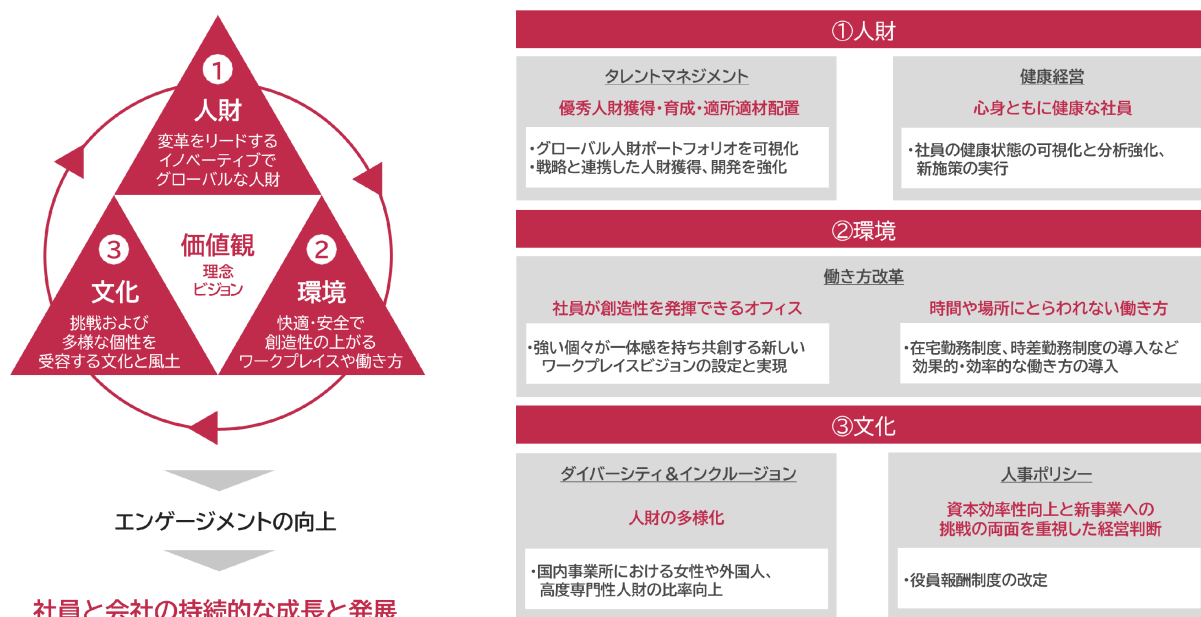 ①
人財
変革をリードする
イノベーティブで
グローバルな人財
価値観
理念
ビジョン
③
文化
挑戦および
多様な個性を
受容する文化と風土
②
環境
快適・安全で
創造性の上がる
ワークプレイスや働き方
エンゲージメントの向上
社員と会社の持続的な成長と発展
①人財
タレントマネジメント
優秀人財獲得・育成・適所適材配置
・グローバル人財ポートフォリオを可視化
・戦略と連携した人財獲得、開発を強化
健康経営
心身ともに健康な社員
・社員の健康状態の可視化と分析強化、
新施策の実行
②環境
働き方改革
社員が創造性を発揮できるオフィス
・強い個々が一体感を持ち共創する新しい
ワークプレイスビジョンの設定と実現
時間や場所にとらわれない働き方
・在宅勤務制度、時差勤務制度の導入など
効果的・効率的な働き方の導入
③文化
ダイバーシティ&インクルージョン
人財の多様化
・国内事業所における女性や外国人、
高度専門性人財の比率向上
人事ポリシー
資本効率性向上と新事業への
挑戦の両面を重視した経営判断
・役員報酬制度の改定